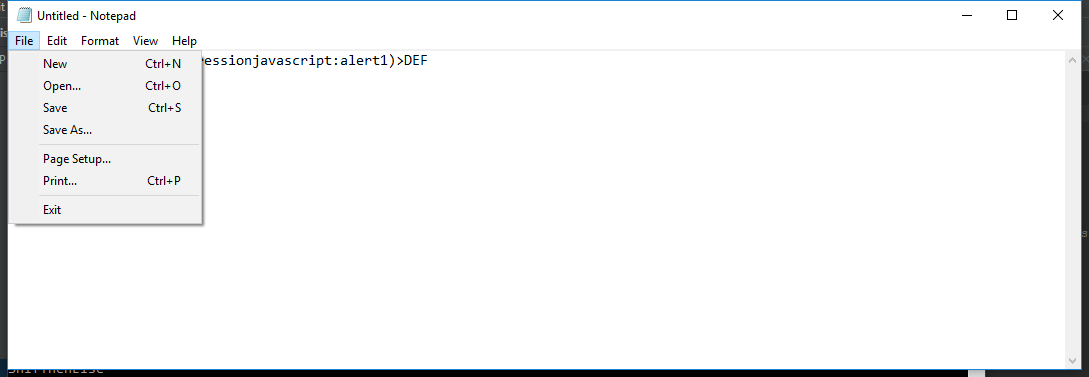 Untitled - Notepad
File Edit Format View Help
essionjavascript:alert1)>DEF
New Ctrl+N
Open... Ctrl+O
Save Ctrl+S
Save As...
Page Setup...
Print... Ctrl+P
Exit